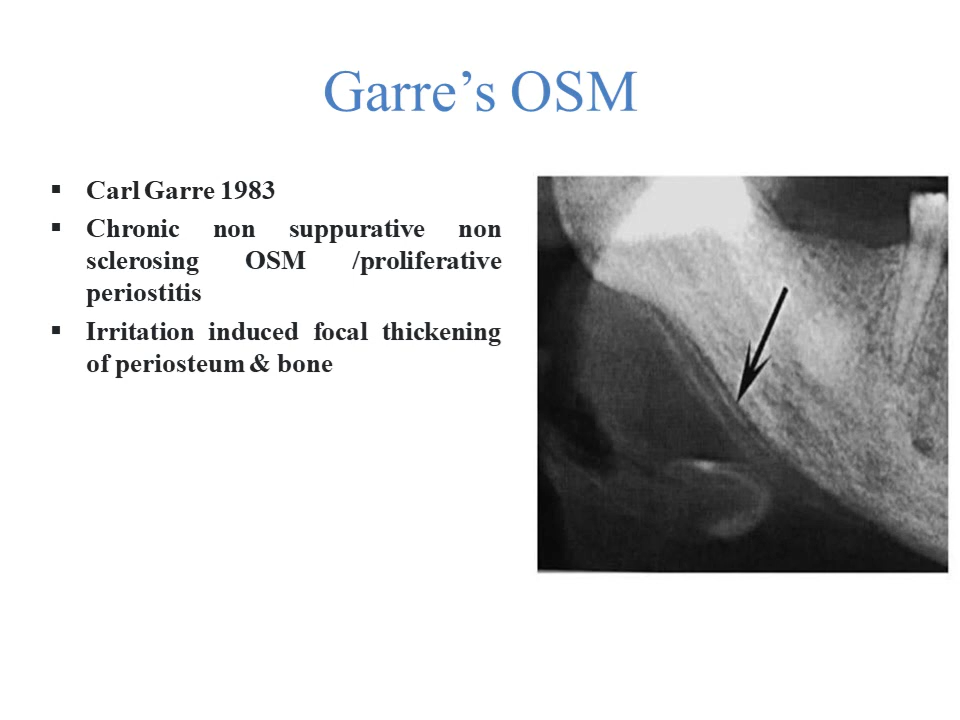 Garre’s OSM
▪ Carl Garre 1983
▪ Chronic non suppurative non
sclerosing OSM /proliferative
periostitis
▪ Irritation induced focal thickening
of periosteum & bone